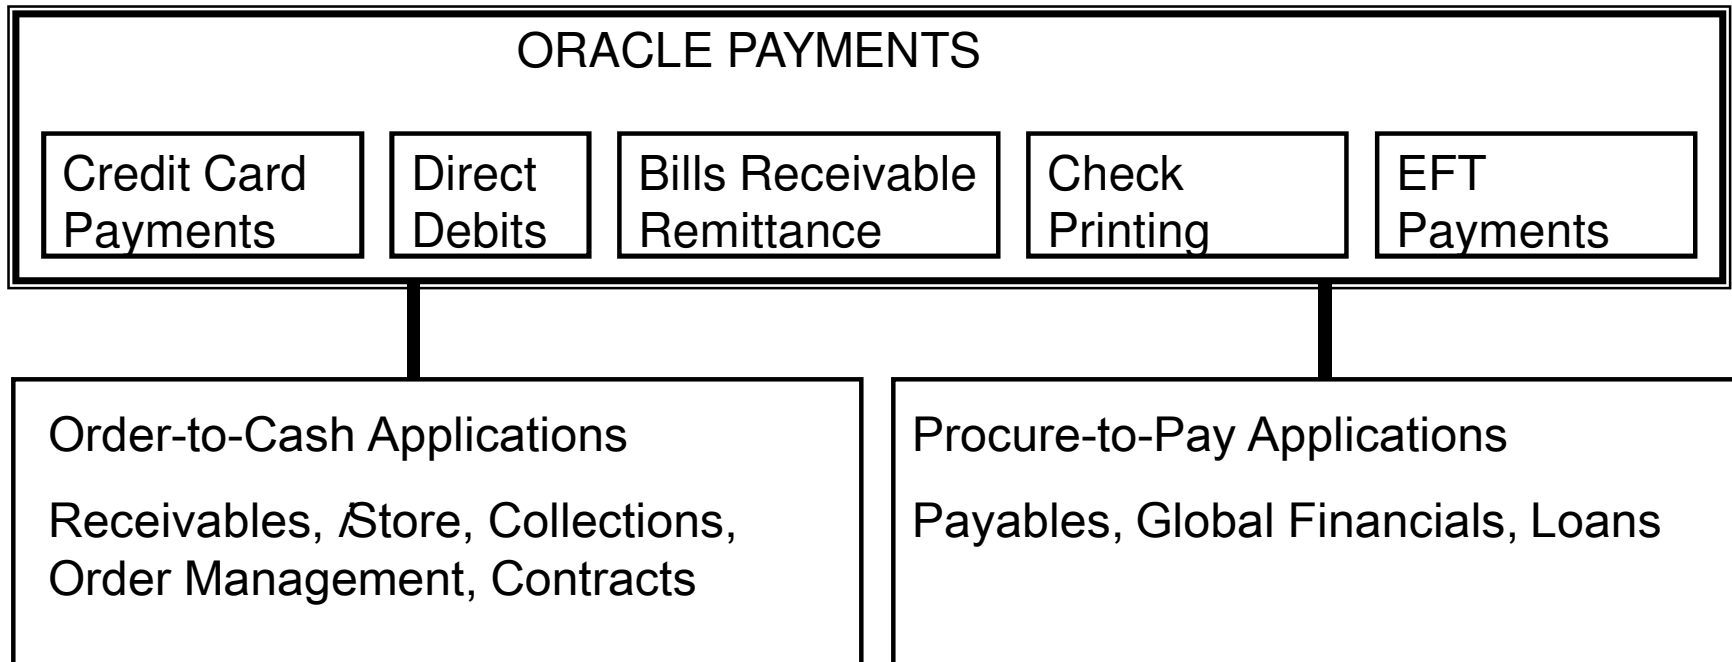 ORACLE PAYMENTS
Credit Card
Payments
Direct
Debits
Bills Receivable
Remittance
Check
Printing
EFT
Payments
Order-to-Cash Applications
Receivables, iStore, Collections,
Order Management, Contracts
Procure-to-Pay Applications
Payables, Global Financials, Loans